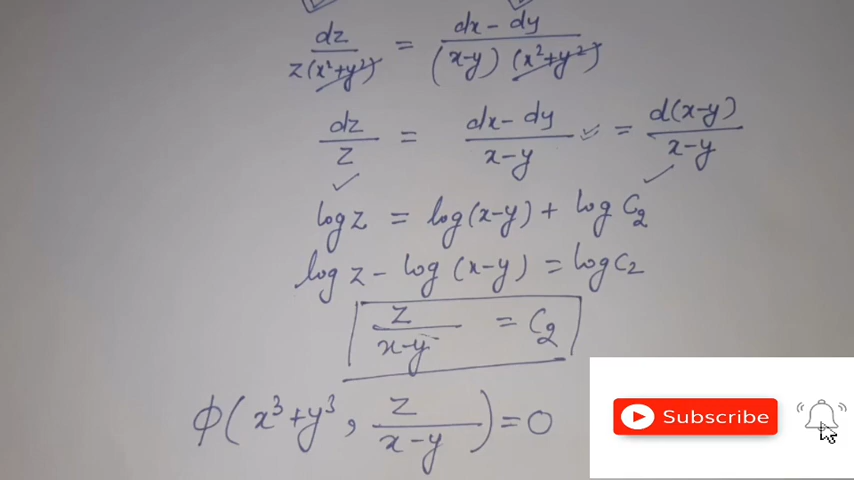 dz / z(x²+y²) = dx - dy / (x-y) (x²+y²)
dz / z = dx - dy / x-y = d(x-y) / x-y
log z = log(x-y) + log C₂
log z - log (x-y) = log C₂
z / x-y = C₂
ϕ( x³+y³, z / x-y ) = 0
Subscribe